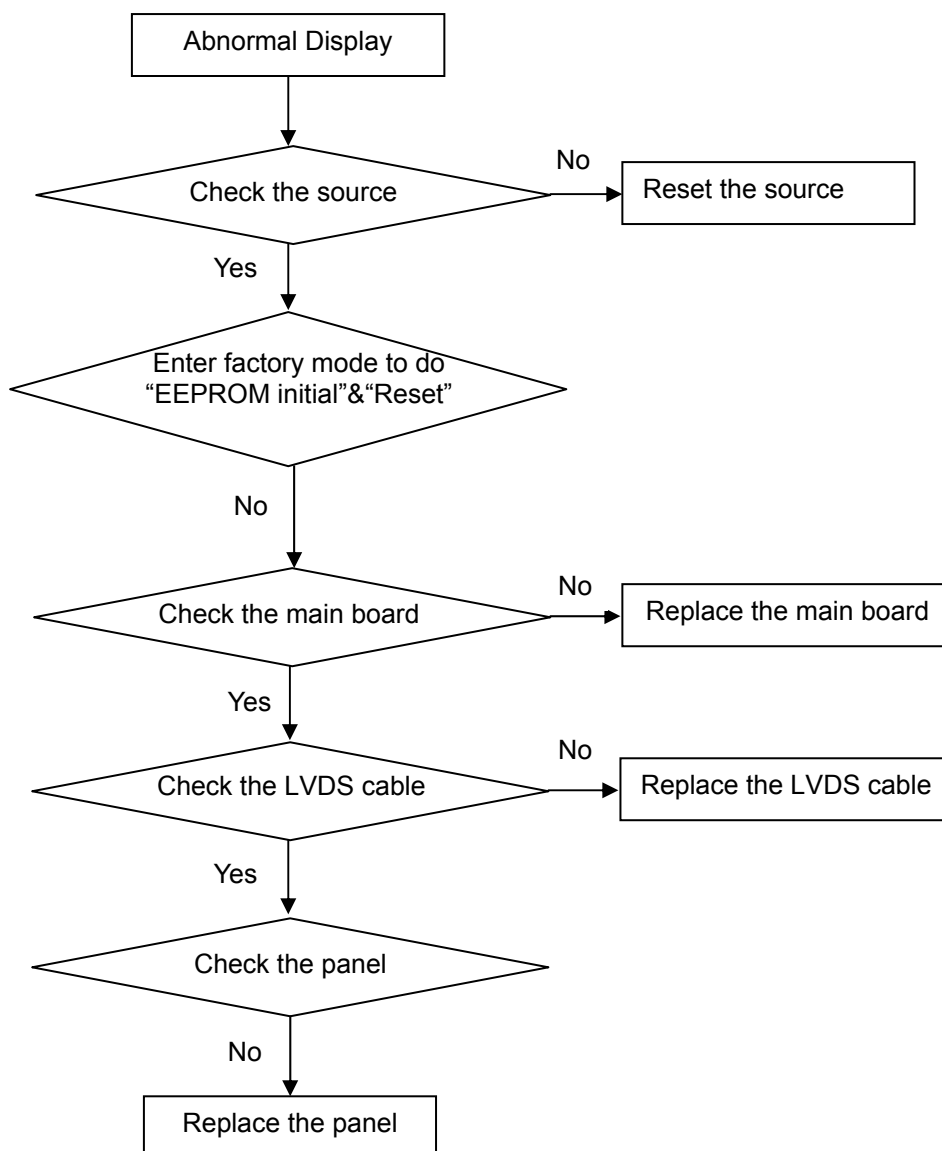 Abnormal Display
No
Check the source
Reset the source
Yes
Enter factory mode to do
“EEPROM initial”&“Reset”
No
No
Check the main board
Replace the main board
Yes
No
Check the LVDS cable
Replace the LVDS cable
Yes
Check the panel
No
Replace the panel